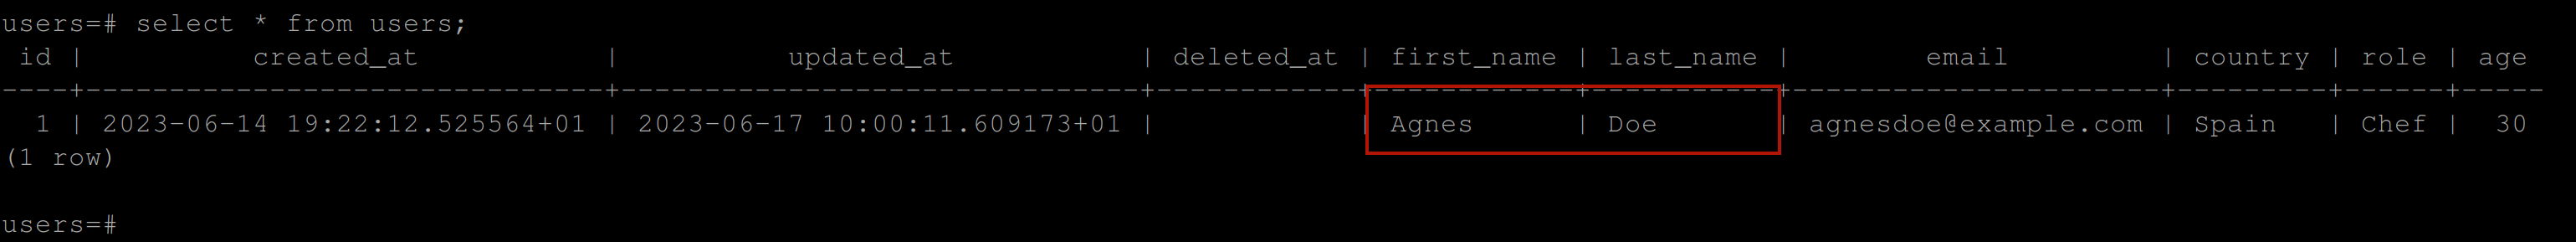 users=# select * from users;
 id |          created_at           |          updated_at           | deleted_at | first_name | last_name |        email         | country | role | age
----+-------------------------------+-------------------------------+------------+------------+-----------+----------------------+---------+------+-----
  1 | 2023-06-14 19:22:12.525564+01 | 2023-06-17 10:00:11.609173+01 |            | Agnes      | Doe       | agnesdoe@example.com | Spain   | Chef |  30
(1 row)
users=#